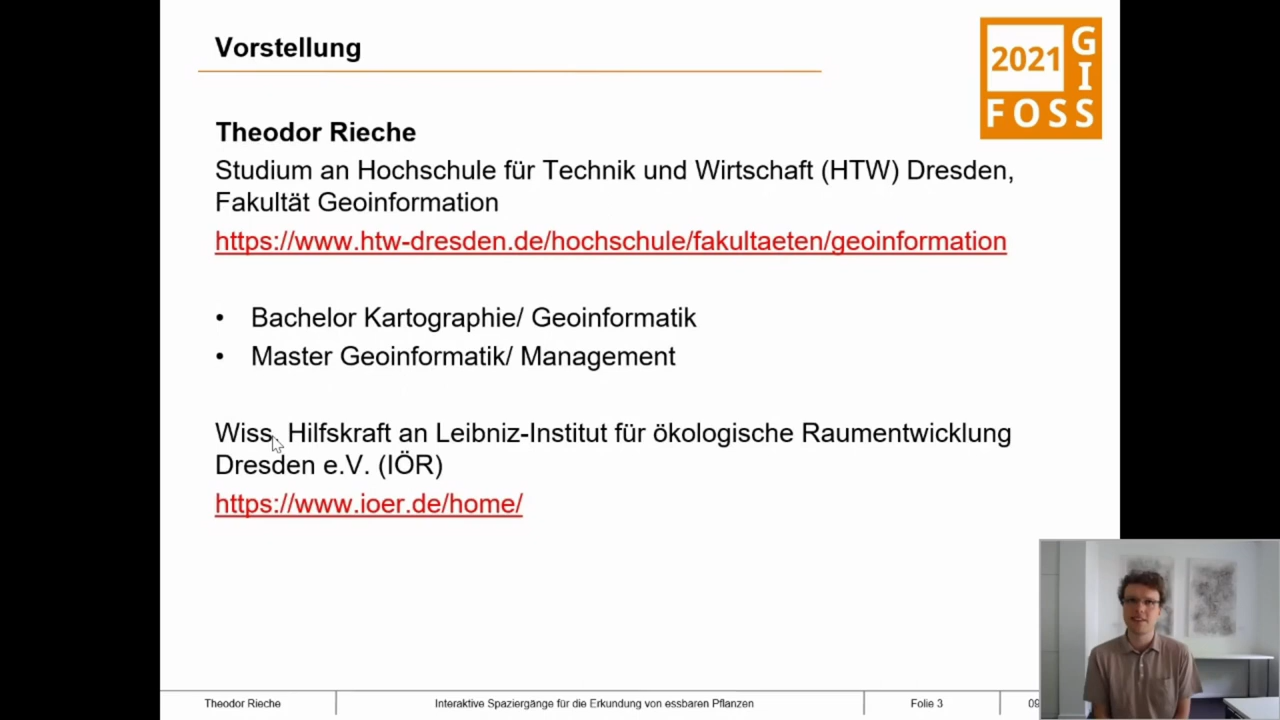 Vorstellung
2021
G
I
FOSS
Theodor Rieche
Studium an Hochschule für Technik und Wirtschaft (HTW) Dresden,
Fakultät Geoinformation
https://www.htw-dresden.de/hochschule/fakultaeten/geoinformation
• Bachelor Kartographie/ Geoinformatik
• Master Geoinformatik/ Management
Wiss. Hilfskraft an Leibniz-Institut für ökologische Raumentwicklung
Dresden e.V. (IÖR)
https://www.ioer.de/home/
Theodor Rieche
Interaktive Spaziergänge für die Erkundung von essbaren Pflanzen
Folie 3
09